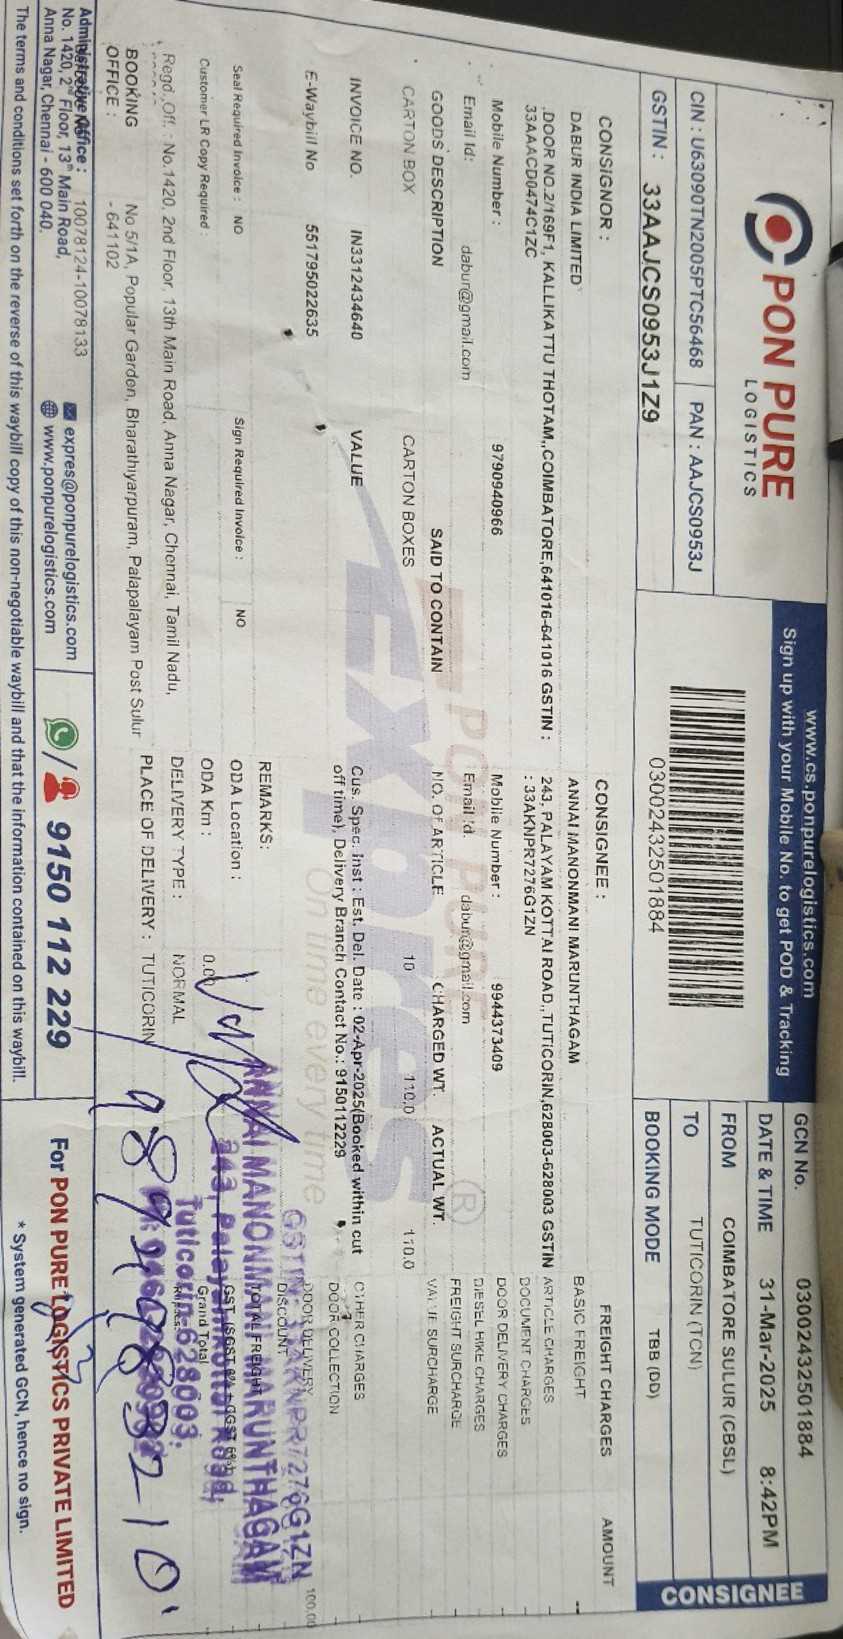 PON PURE
LOGISTICS
CIN : U63090TN2005PTC56468 PAN : AAJCS0953J
GSTIN : 33AAJCS0953J1Z9
www.cs.ponpurelogistics.com
Sign up with your Mobile No. to get POD & Tracking
03002432501884
GCN No. 03002432501884
DATE & TIME 31-Mar-2025 8:42PM
FROM COIMBATORE SULUR (CBSL)
TO TUTICORIN (TCN)
BOOKING MODE TBB (DD)
CONSIGNEE
CONSIGNOR :
DABUR INDIA LIMITED
DOOR NO.2/169F1, KALLIKATTU THOTAM,,COIMBATORE,641016-641016 GSTIN :
33AAACD0474C1ZC
Mobile Number : 9790940966
Email Id: dabur@gmail.com
CONSIGNEE :
ANNAI MANONMANI MARUNTHAGAM
243, PALAYAM KOTTAI ROAD,, TUTICORIN,628003-628003 GSTIN
: 33AKNPR7276G1ZN
Mobile Number : 9944373409
Email Id. dabur@gmail.com
GOODS DESCRIPTION SAID TO CONTAIN NO. OF ARTICLE CHARGED WT. ACTUAL WT.
CARTON BOX CARTON BOXES 10 110.0 110.0
INVOICE NO. IN3312434640 VALUE
E-Waybill No 551795022635
Cus. Spec. Inst : Est. Del. Date : 02-Apr-2025(Booked within cut
off time), Delivery Branch Contact No.: 9150112229
Seal Required Invoice : NO Sign Required Invoice : NO
Customer LR Copy Required :
REMARKS:
ODA Location :
ODA Km : 0.00
DELIVERY TYPE : NORMAL
PLACE OF DELIVERY : TUTICORIN
Regd. Off. : No.1420, 2nd Floor, 13th Main Road, Anna Nagar, Chennai, Tamil Nadu,
BOOKING OFFICE : No 5/1A, Popular Garden, Bharathiyarpuram, Palapalayam Post Sulur
- 641102
FREIGHT CHARGES AMOUNT
BASIC FREIGHT --
ARTICLE CHARGES
DOCUMENT CHARGES
DOOR DELIVERY CHARGES
DIESEL HIKE CHARGES
FREIGHT SURCHARGE
VALUE SURCHARGE
OTHER CHARGES
DOOR COLLECTION
DOOR DELIVERY 100.00
DISCOUNT
TOTAL FREIGHT
Grand Total
ANNAI MANONMANI MARUNTHAGAM
243, Palayamkottai Road,
Tuticorin-628003.
PON PURE
Expres
On time every time
Administrative Office : 10078124-10078133
No. 1420, 2nd Floor, 13th Main Road,
Anna Nagar, Chennai - 600 040.
expres@ponpurelogistics.com
www.ponpurelogistics.com
9150 112 229
For PON PURE LOGISTICS PRIVATE LIMITED
The terms and conditions set forth on the reverse of this waybill copy of this non-negotiable waybill and that the information contained on this waybill.
* System generated GCN, hence no sign.